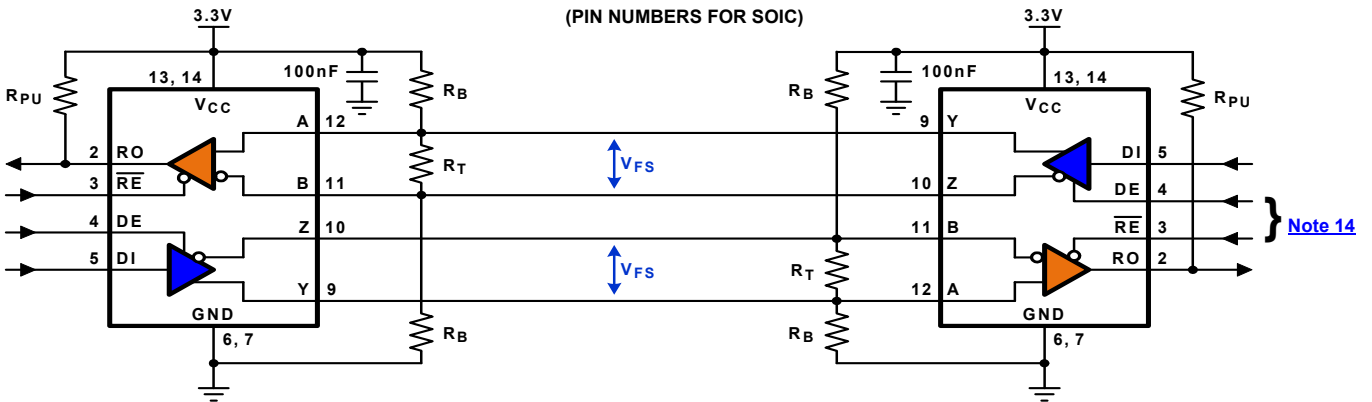 3.3V
(PIN NUMBERS FOR SOIC)
3.3V
100nF
13, 14
RPU
RB
VCC
A 12
RT
2 RO
3 RE
B 11
4 DE
Z 10
5 DI
Y 9
GND
6, 7
RB
VFS
VFS
100nF
13, 14
RB
VCC
RPU
9 Y
DI 5
10 Z
DE 4
11 B
RE 3
Note 14
RO 2
RT
12 A
GND
6, 7
RB